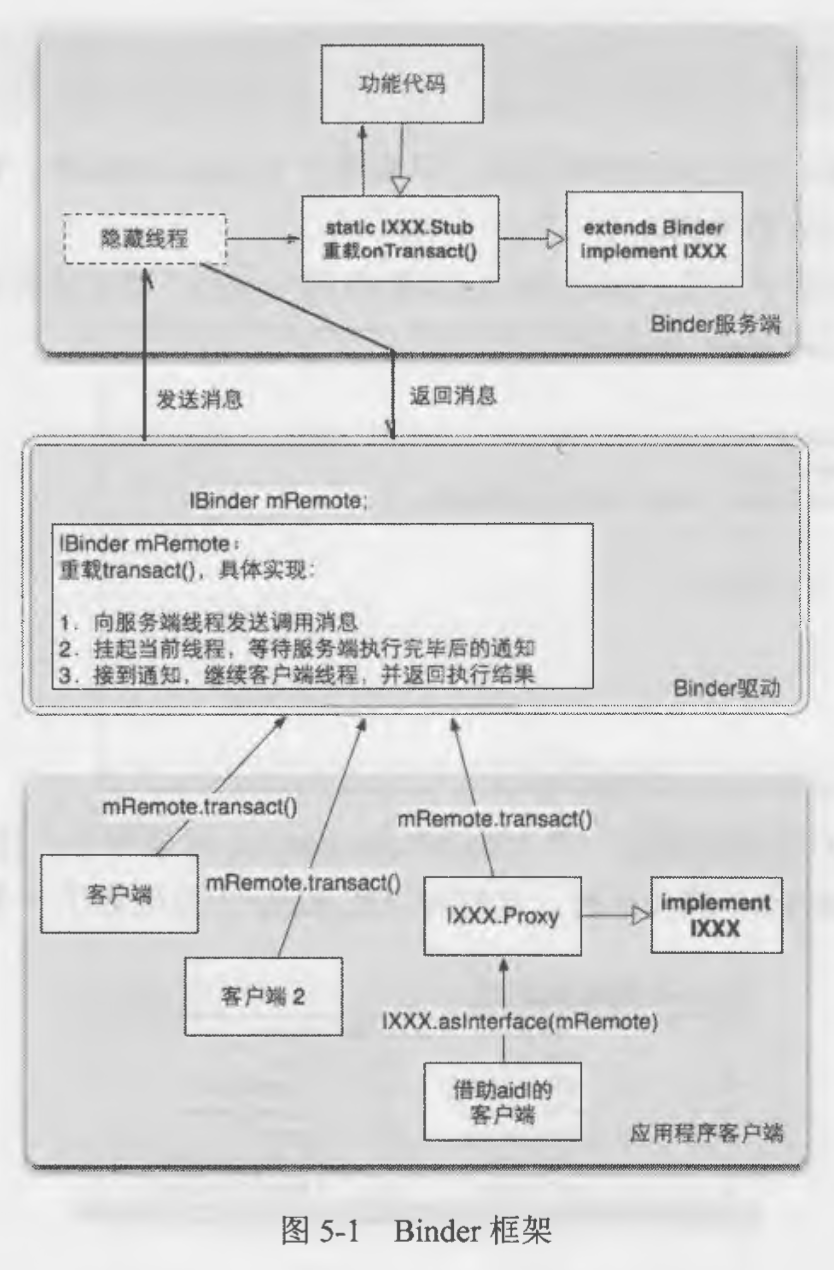 功能代码
隐藏线程
static IXXX.Stub
重载onTransact()
extends Binder
implement IXXX
Binder服务端
发送消息
返回消息
IBinder mRemote;
IBinder mRemote:
重载transact(), 具体实现:
1. 向服务端线程发送调用消息
2. 挂起当前线程, 等待服务端执行完毕后的通知
3. 接到通知, 继续客户端线程, 并返回执行结果
Binder驱动
mRemote.transact()
mRemote.transact()
mRemote.transact()
客户端
IXXX.Proxy
implement
IXXX
客户端 2
IXXX.asInterface(mRemote)
借助aidl的
客户端
应用程序客户端
图 5-1 Binder 框架